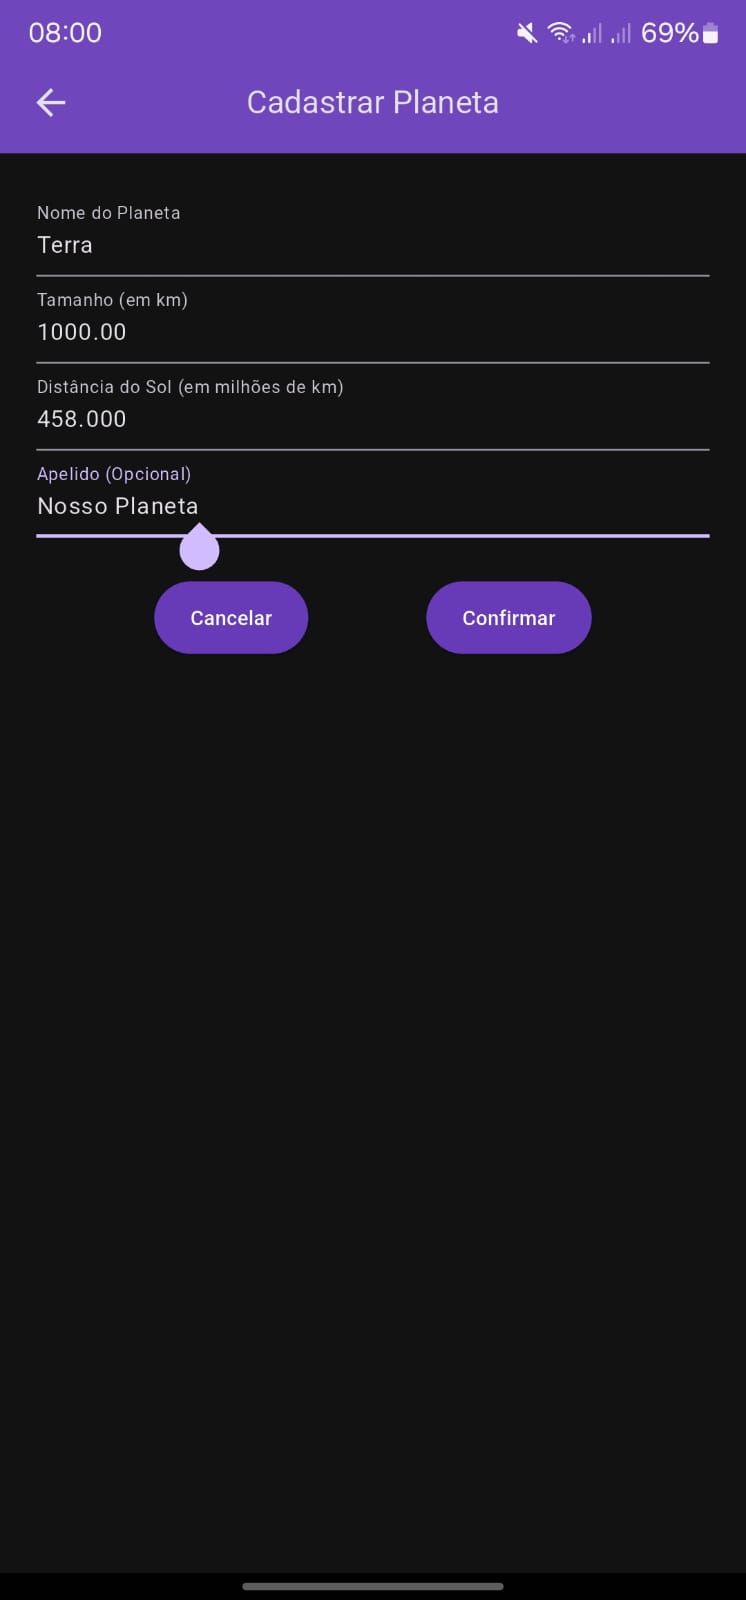 08:00 69%
Cadastrar Planeta
Nome do Planeta
Terra
Tamanho (em km)
1000.00
Distância do Sol (em milhões de km)
458.000
Apelido (Opcional)
Nosso Planeta
Cancelar Confirmar